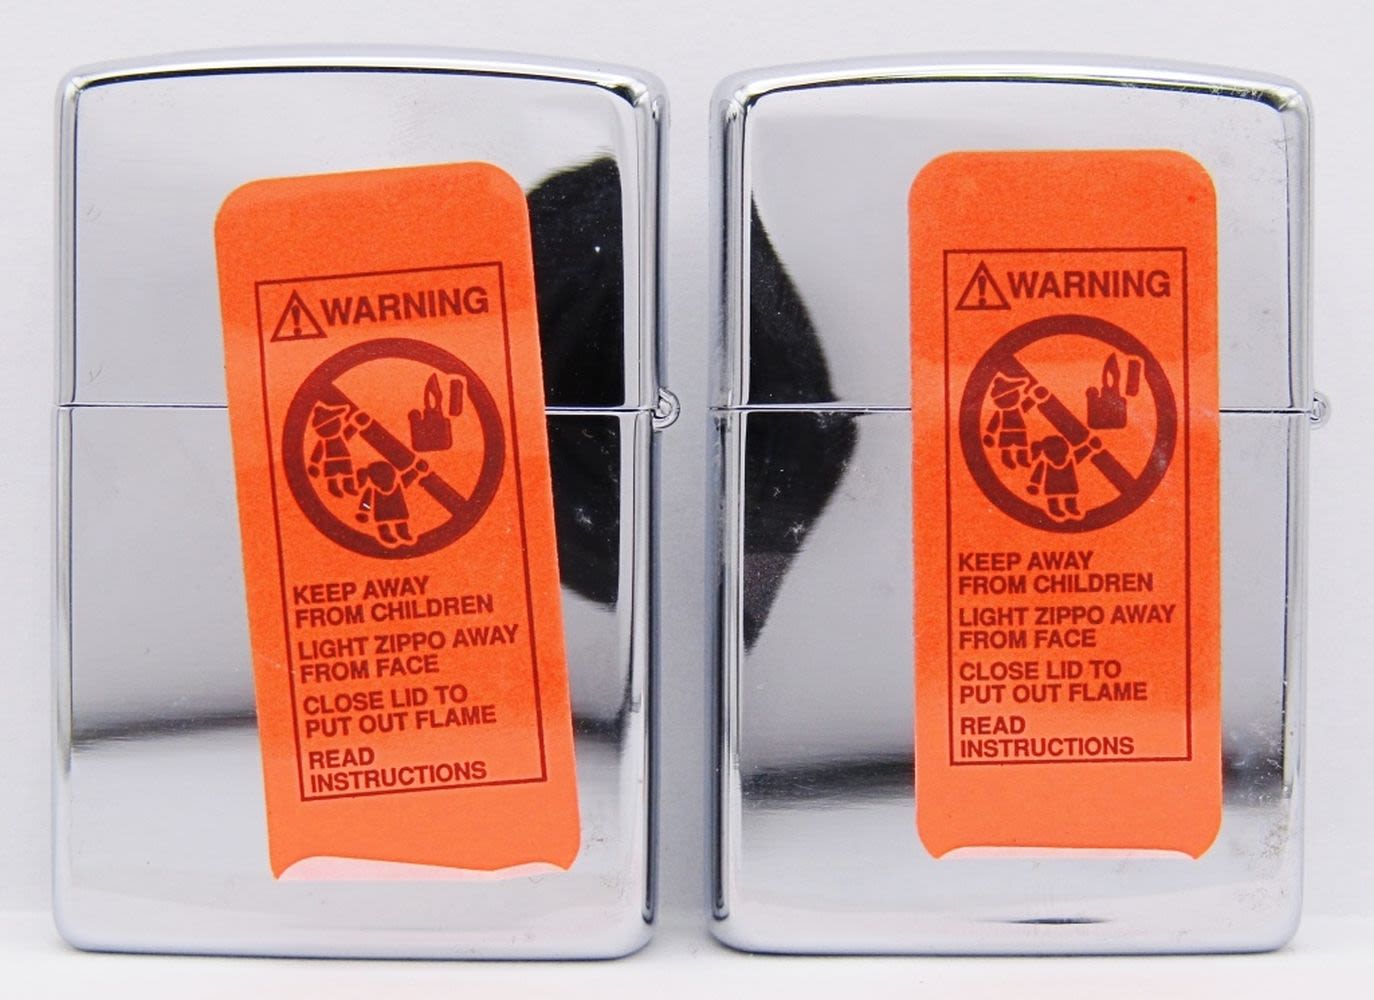 WARNING
KEEP AWAY
FROM CHILDREN
LIGHT ZIPPO AWAY
FROM FACE
CLOSE LID TO
PUT OUT FLAME
READ
INSTRUCTIONS
WARNING
KEEP AWAY
FROM CHILDREN
LIGHT ZIPPO AWAY
FROM FACE
CLOSE LID TO
PUT OUT FLAME
READ
INSTRUCTIONS